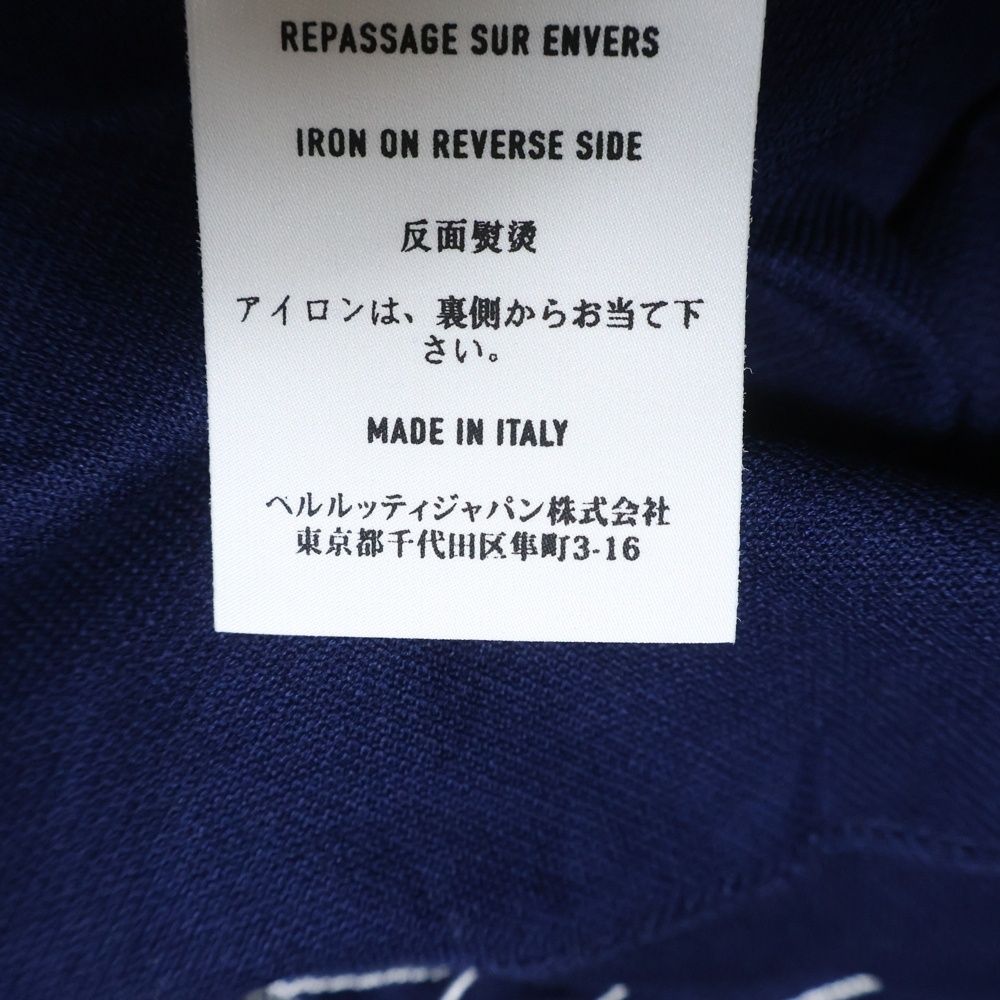 REPASSAGE SUR ENVERS
IRON ON REVERSE SIDE
反面熨烫
アイロンは、裏側からお当て下
さい。
MADE IN ITALY
ベルルッティジャパン株式会社
東京都千代田区隼町3-16